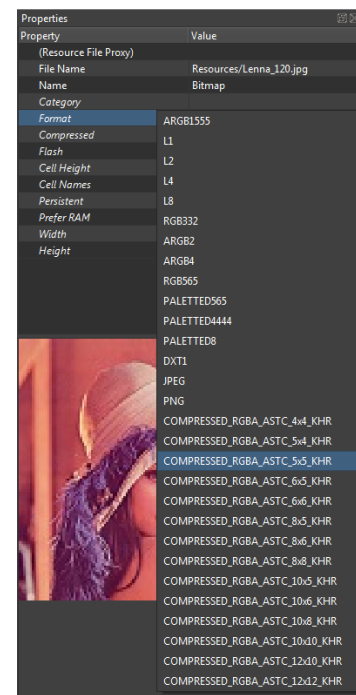 Properties
Property Value
(Resource File Proxy)
File Name Resources/Lenna_120.jpg
Name Bitmap
Category
Format
Compressed
Flash
Cell Height
Cell Names
Persistent
Prefer RAM
Width
Height
ARGB1555
L1
L2
L4
L8
RGB332
ARGB2
ARGB4
RGB565
PALETTED565
PALETTED4444
PALETTED8
DXT1
JPEG
PNG
COMPRESSED_RGBA_ASTC_4x4_KHR
COMPRESSED_RGBA_ASTC_5x4_KHR
COMPRESSED_RGBA_ASTC_5x5_KHR
COMPRESSED_RGBA_ASTC_6x5_KHR
COMPRESSED_RGBA_ASTC_6x6_KHR
COMPRESSED_RGBA_ASTC_8x5_KHR
COMPRESSED_RGBA_ASTC_8x6_KHR
COMPRESSED_RGBA_ASTC_8x8_KHR
COMPRESSED_RGBA_ASTC_10x5_KHR
COMPRESSED_RGBA_ASTC_10x6_KHR
COMPRESSED_RGBA_ASTC_10x8_KHR
COMPRESSED_RGBA_ASTC_10x10_KHR
COMPRESSED_RGBA_ASTC_12x10_KHR
COMPRESSED_RGBA_ASTC_12x12_KHR